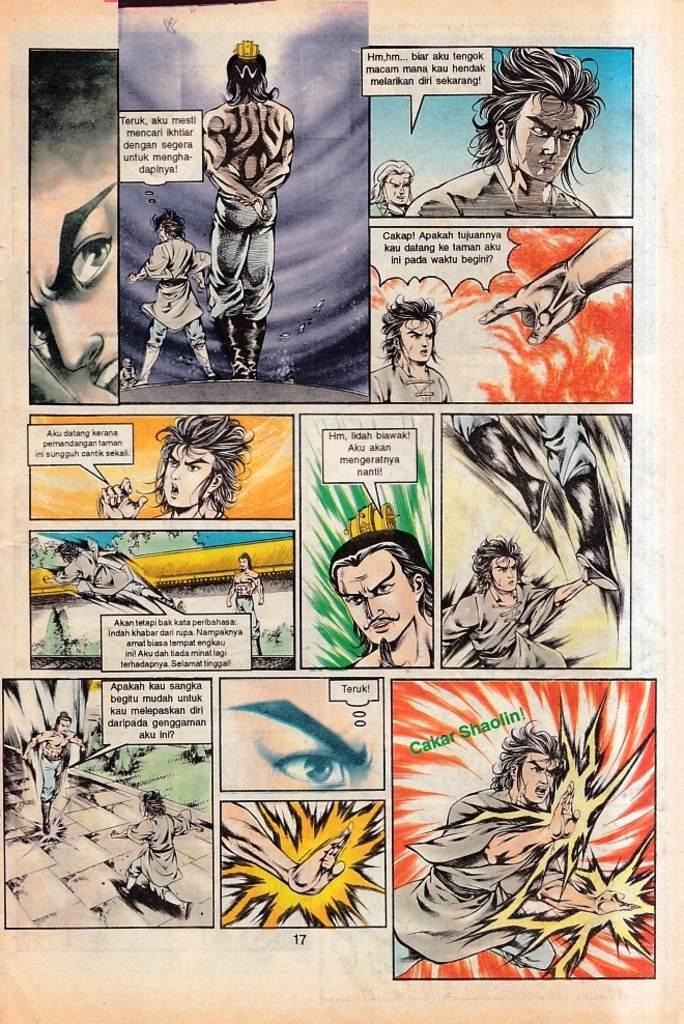 Teruk, aku mesti
mencari ikhtiar
dengan segera
untuk mengha-
dapinya!
Hm,hm... biar aku tengok
macam mana kau hendak
melarikan diri sekarang!
Cakap! Apakah tujuannya
kau datang ke taman aku
ini pada waktu begini?
Aku datang kerana
pemandangan taman
ini sungguh cantik sekali.
Akan tetapi bak kata peribahasa:
Indah khabar dari rupa. Nampaknya
amat biasa tempat engkau
ini! Aku dah tiada minat lagi
terhadapnya. Selamat tinggal!
Hm, lidah biawak!
Aku akan
mengeratnya
nanti!
Apakah kau sangka
begitu mudah untuk
kau melepaskan diri
daripada genggaman
aku ini?
Teruk!
Cakar Shaolin!
17